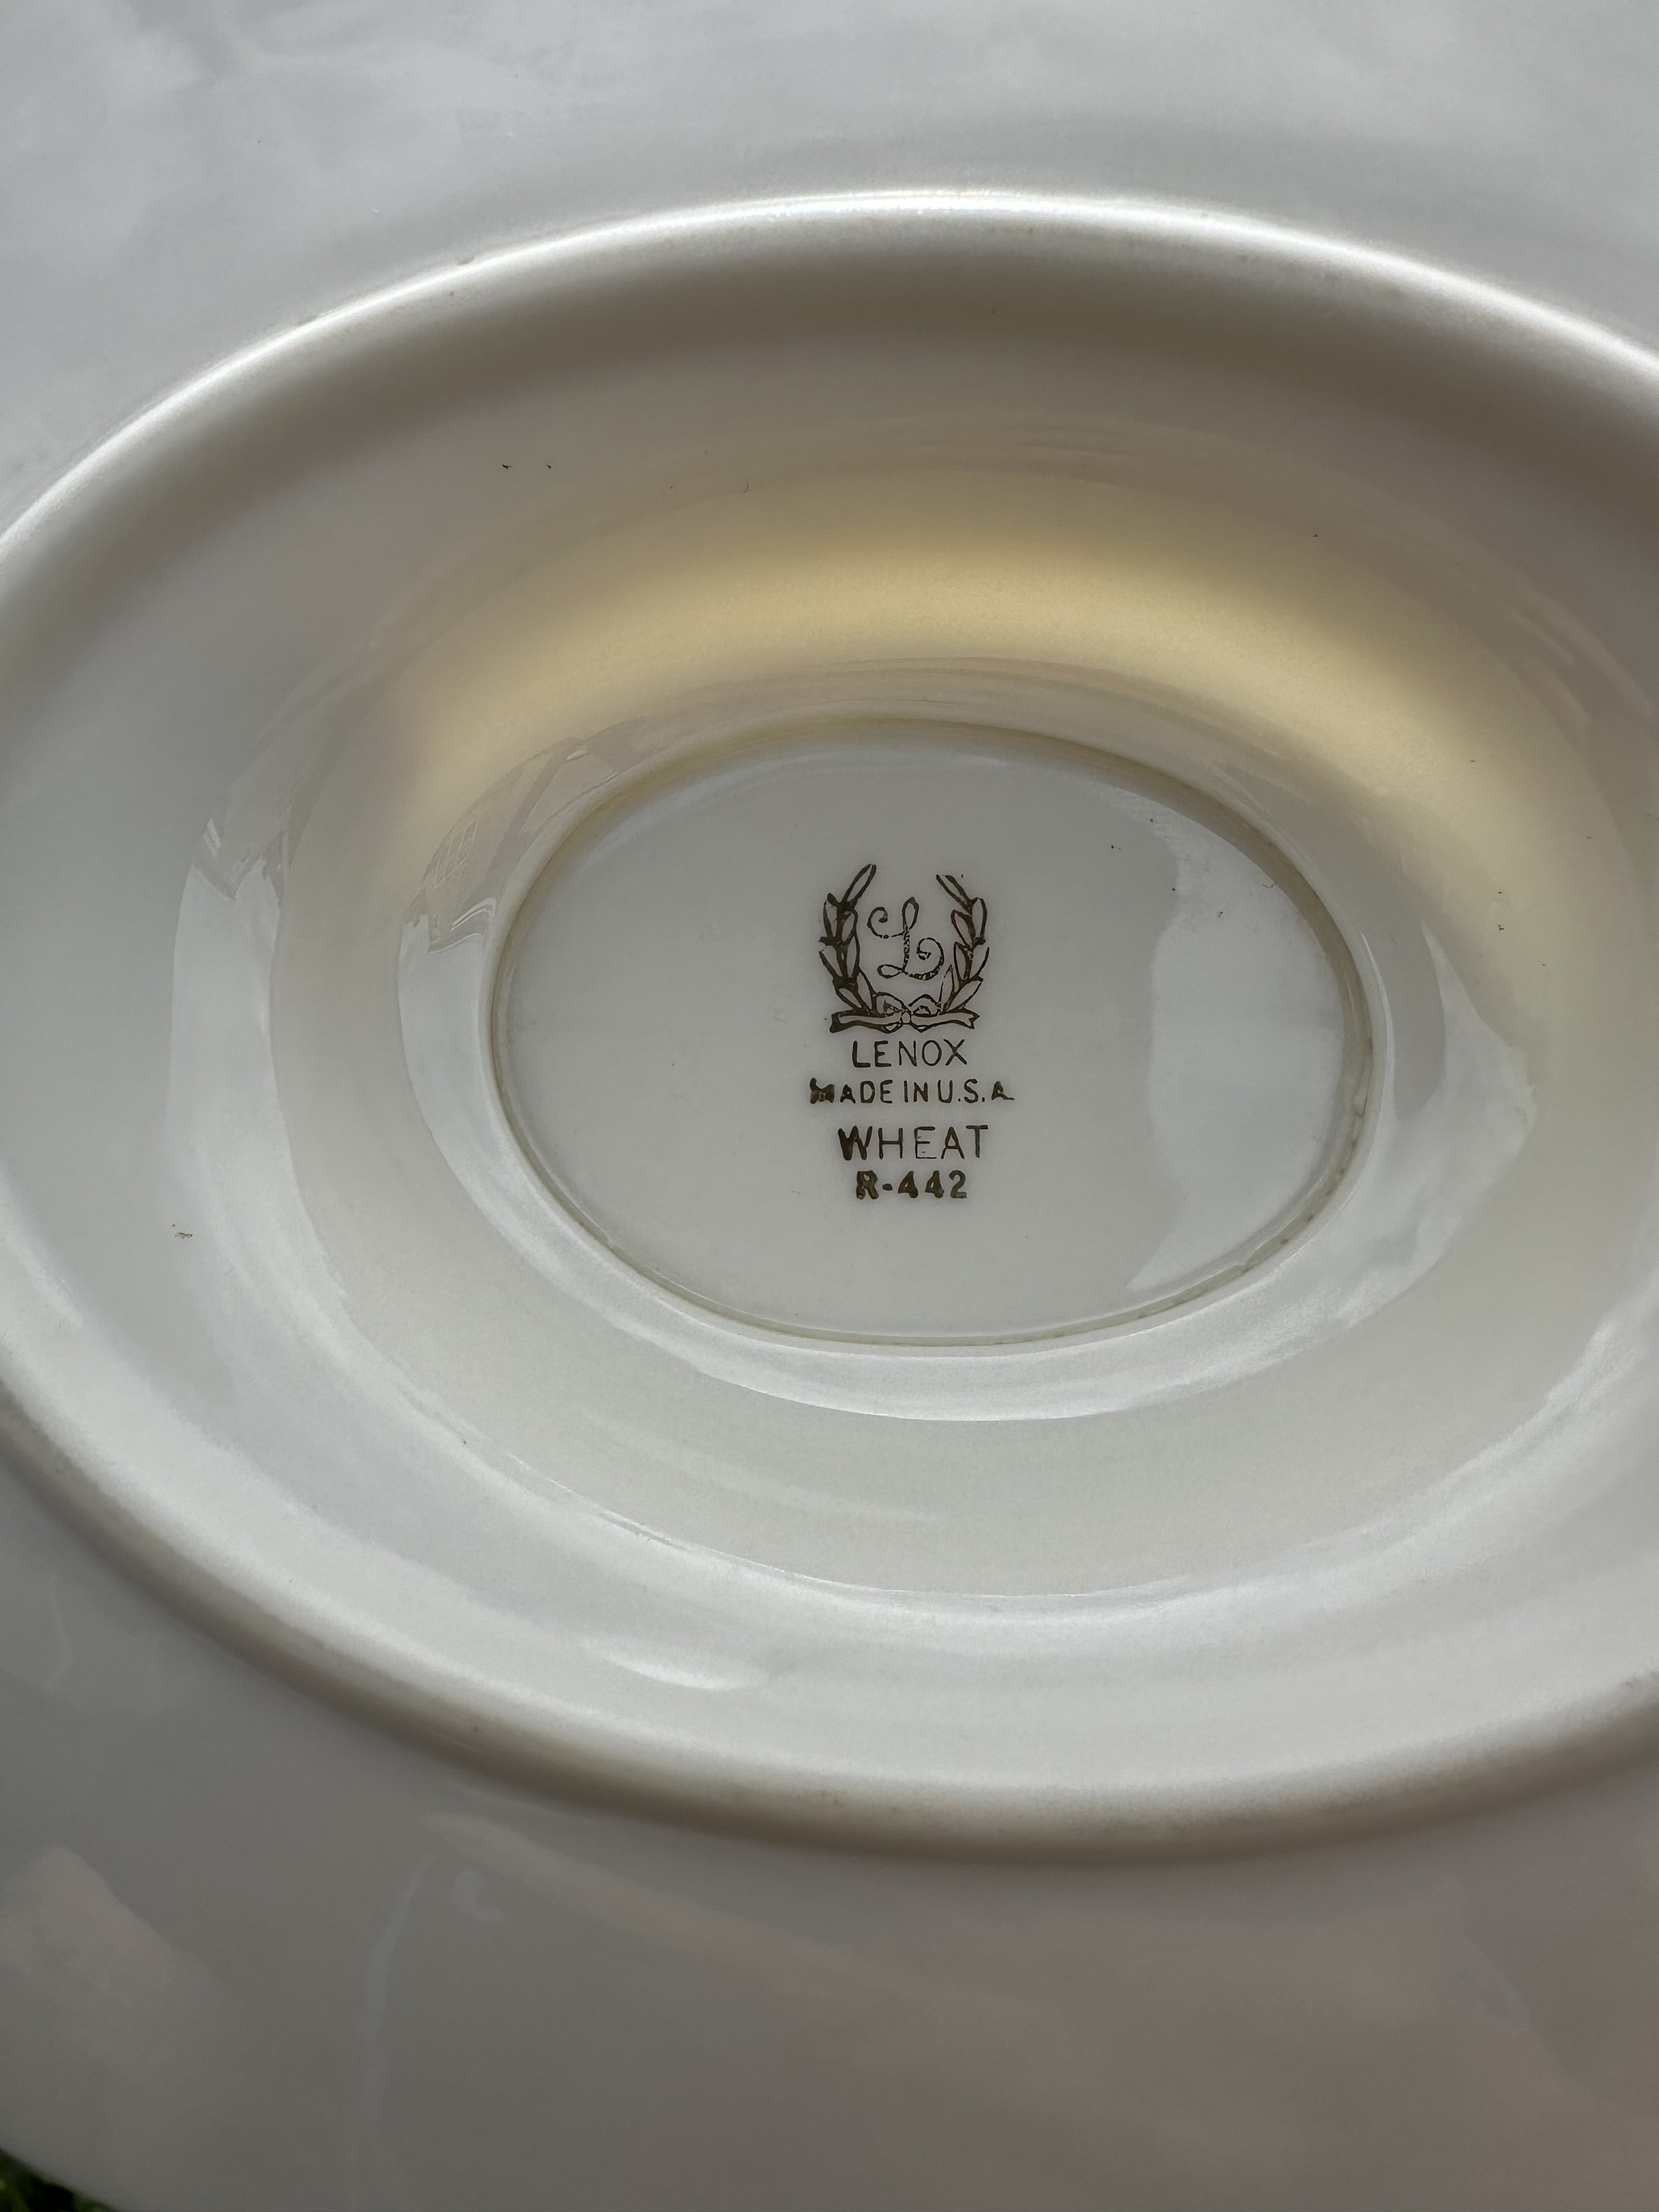 L
LENOX
MADE IN U.S.A
WHEAT
R-442